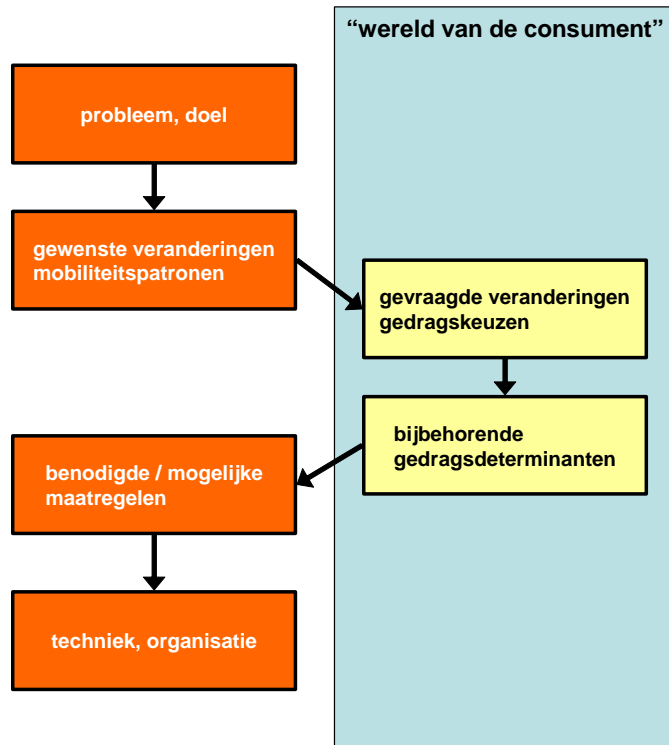 “wereld van de consument”
probleem, doel
gewenste veranderingen
mobiliteitspatronen
gevraagde veranderingen
gedragskeuzen
bijbehorende
gedragsdeterminanten
benodigde / mogelijke
maatregelen
techniek, organisatie